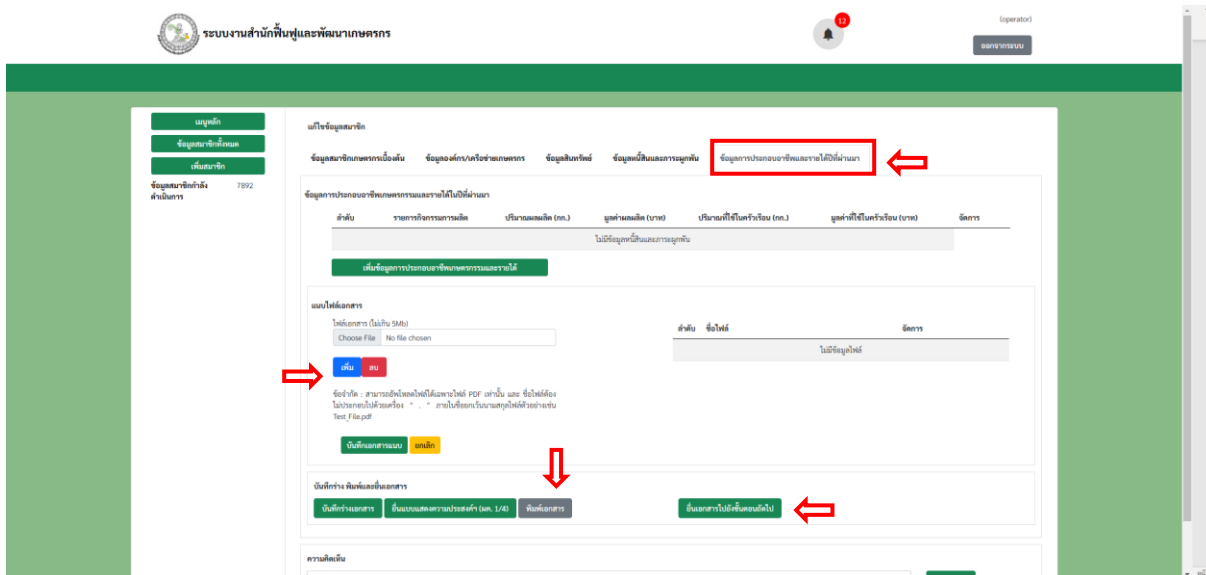 ระบบงานสำนักฟื้นฟูและพัฒนาเกษตรกร
12
(operator)
ออกจากระบบ
เมนูหลัก
ข้อมูลสมาชิกทั้งหมด
เพิ่มสมาชิก
ข้อมูลสมาชิกกำลังดำเนินการ 7892
แก้ไขข้อมูลสมาชิก
ข้อมูลสมาชิกเกษตรกรเบื้องต้น ข้อมูลองค์กร/เครือข่ายเกษตรกร ข้อมูลสินทรัพย์ ข้อมูลหนี้สินและภาระผูกพัน ข้อมูลการประกอบอาชีพและรายได้ปีที่ผ่านมา
ข้อมูลการประกอบอาชีพเกษตรกรรมและรายได้ในปีที่ผ่านมา
ลำดับ รายการกิจกรรมการผลิต ปริมาณผลผลิต (กก.) มูลค่าผลผลิต (บาท) ปริมาณที่ใช้ในครัวเรือน (กก.) มูลค่าที่ใช้ในครัวเรือน (บาท) จัดการ
ไม่มีข้อมูลหนี้สินและภาระผูกพัน
เพิ่มข้อมูลการประกอบอาชีพเกษตรกรรมและรายได้
แนบไฟล์เอกสาร
ไฟล์เอกสาร (ไม่เกิน 5Mb)
Choose File No file chosen
ลำดับ ชื่อไฟล์ จัดการ
ไม่มีข้อมูลไฟล์
เพิ่ม ลบ
ข้อจำกัด : สามารถอัพโหลดไฟล์ได้เฉพาะไฟล์ PDF เท่านั้น และ ชื่อไฟล์ต้อง
ไม่ประกอบไปด้วยเครื่อง " . " ภายในชื่อยกเว้นนามสกุลไฟล์ตัวอย่างเช่น
Test_File.pdf
บันทึกเอกสารแนบ ยกเลิก
บันทึกร่าง พิมพ์และยื่นเอกสาร
บันทึกร่างเอกสาร ยื่นแบบแสดงความประสงค์ฯ (ผค. 1/4) พิมพ์เอกสาร ยื่นเอกสารไปยังขั้นตอนถัดไป
ความคิดเห็น